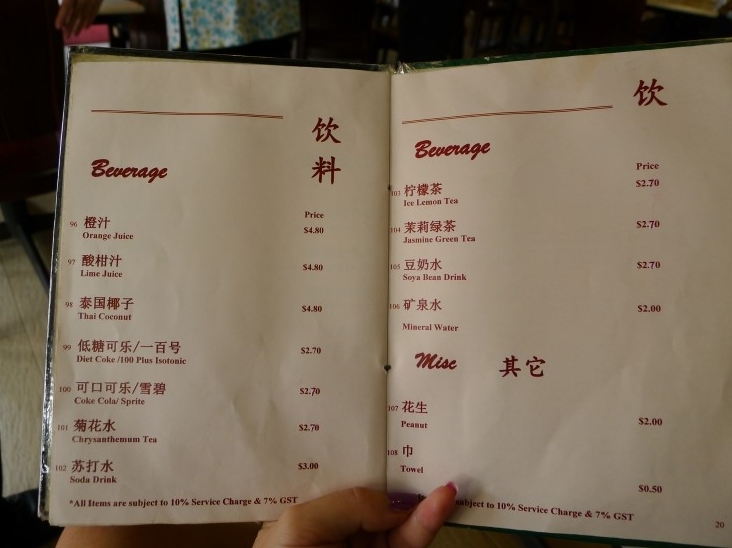 饮
料
Beverage
Price
96 橙汁 $4.80
Orange Juice
97 酸柑汁
Lime Juice $4.80
98 泰国椰子
Thai Coconut $4.80
99 低糖可乐/一百号
Diet Coke /100 Plus Isotonic $2.70
100 可口可乐/雪碧
Coke Cola/ Sprite $2.70
101 菊花水 $2.70
Chrysanthemum Tea
102 苏打水 $3.00
Soda Drink
*All Items are subject to 10% Service Charge & 7% GST
饮
Beverage
Price
103 柠檬茶 $2.70
Ice Lemon Tea
104 茉莉绿茶 $2.70
Jasmine Green Tea
105 豆奶水 $2.70
Soya Bean Drink
106 矿泉水 $2.00
Mineral Water
Misc 其它
107 花生
Peanut $2.00
108 巾
Towel
$0.50
subject to 10% Service Charge & 7% GST
20